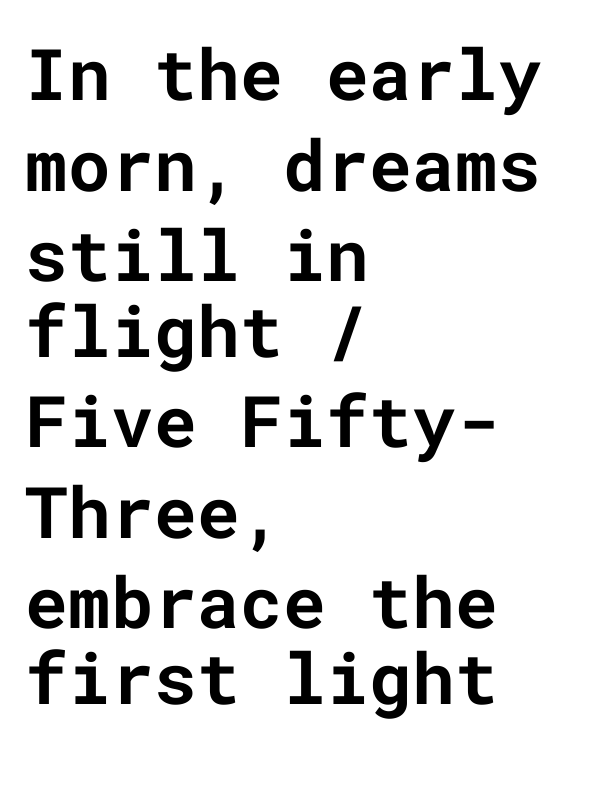 In the early
morn, dreams
still in
flight /
Five Fifty-
Three,
embrace the
first light